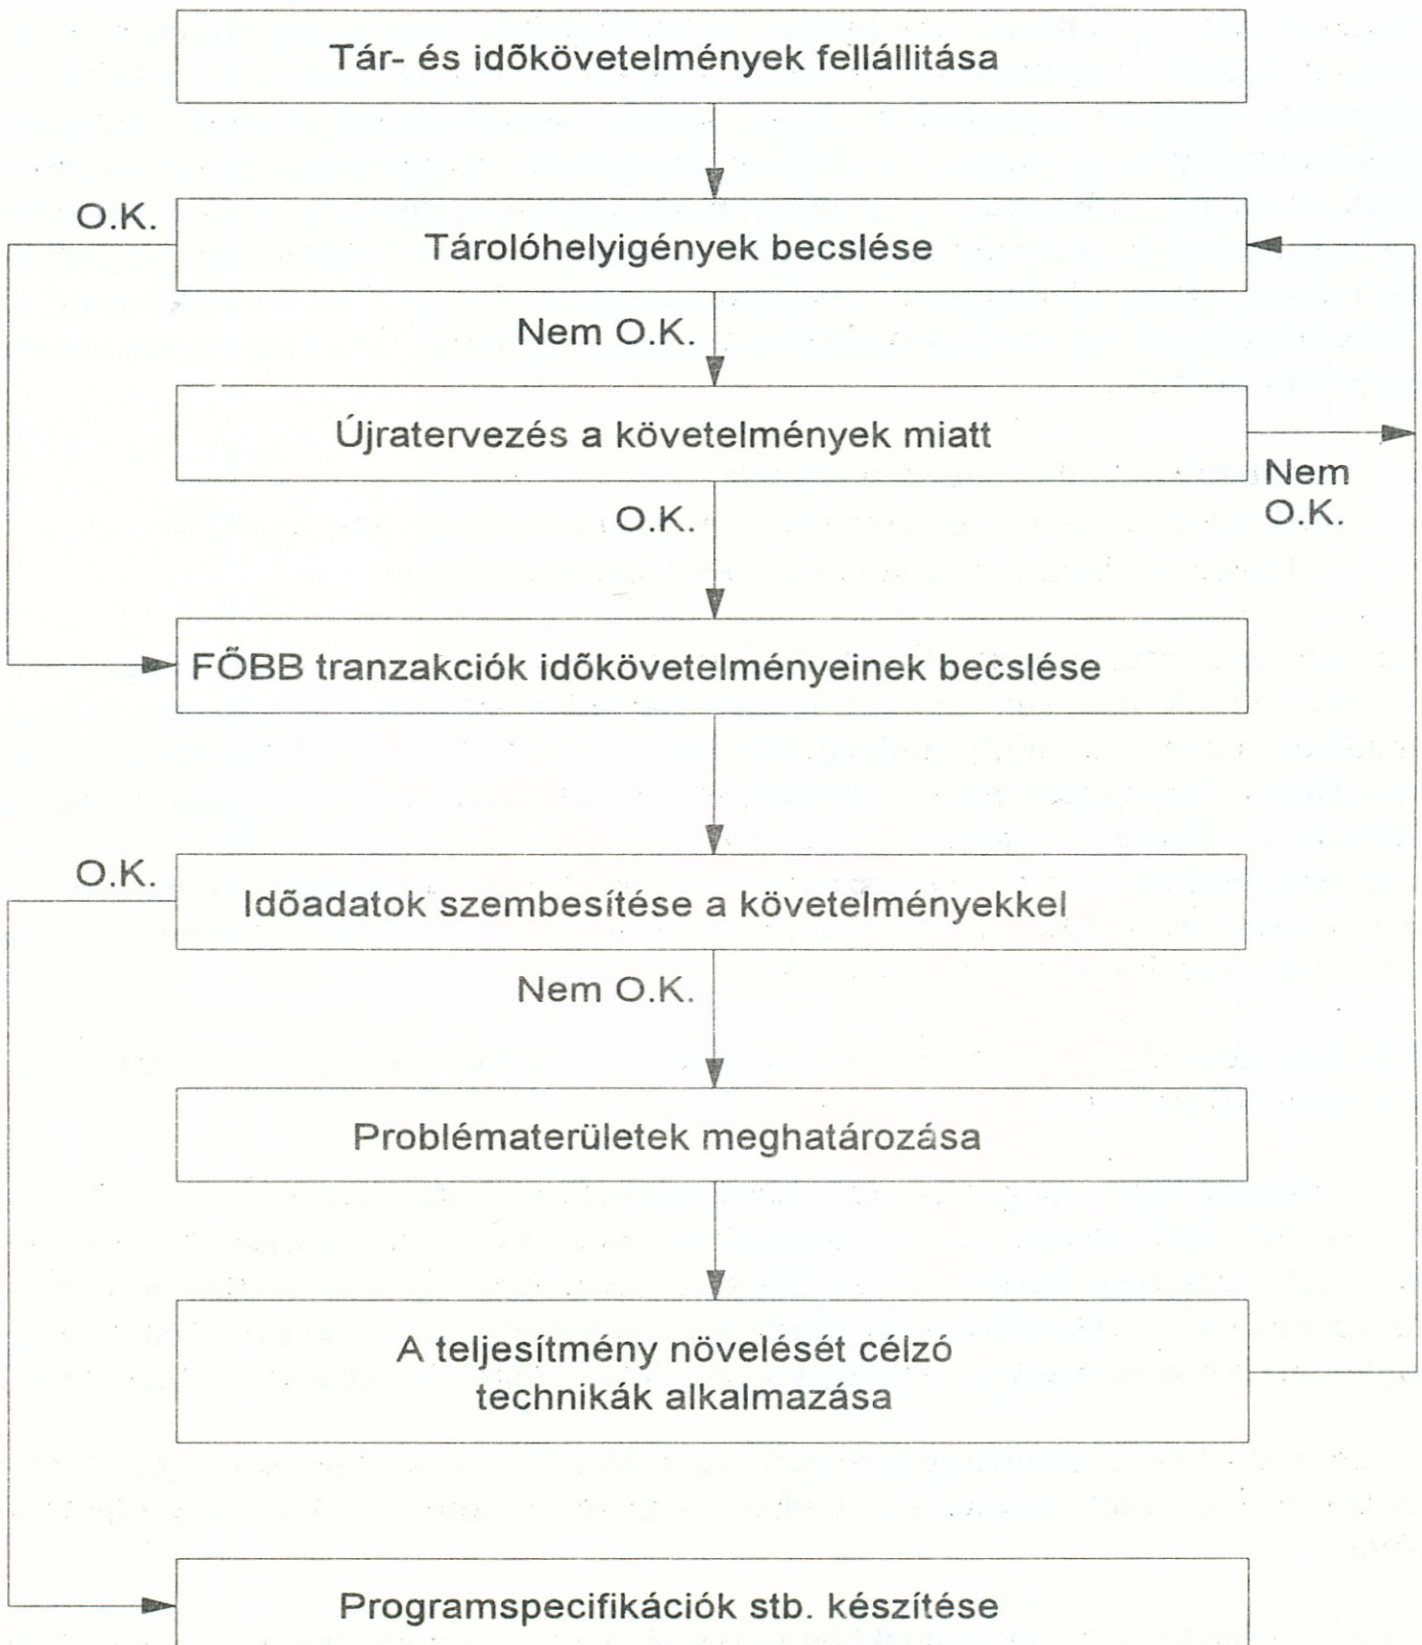 Tár- és időkövetelmények fellállitása
O.K.
Tárolóhelyigények becslése
Nem O.K.
Újratervezés a követelmények miatt
Nem
O.K.
O.K.
FŐBB tranzakciók időkövetelményeinek becslése
O.K.
Időadatok szembesítése a követelményekkel
Nem O.K.
Problématerületek meghatározása
A teljesítmény növelését célzó
technikák alkalmazása
Programspecifikációk stb. készítése